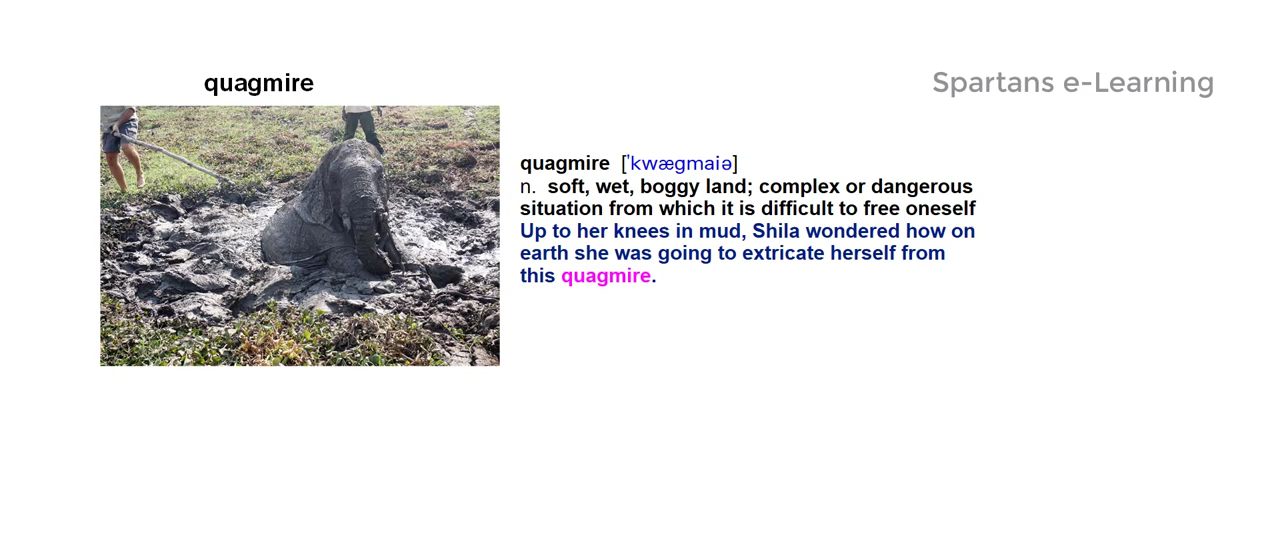 quagmire
Spartans e-Learning
quagmire [ˈkwægmaiə]
n. soft, wet, boggy land; complex or dangerous
situation from which it is difficult to free oneself
Up to her knees in mud, Shila wondered how on
earth she was going to extricate herself from
this quagmire.